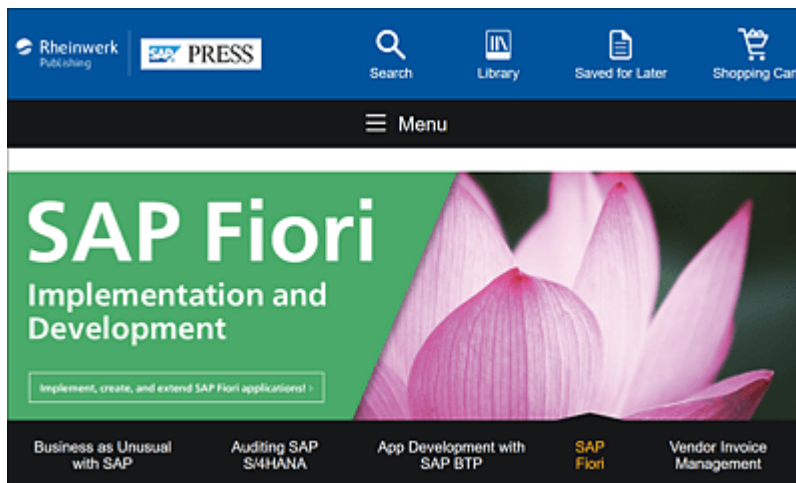 Rheinwerk
Publishing
SAP PRESS
Search
Library
Saved for Later
Shopping Car
Menu
SAP Fiori
Implementation and
Development
Implement, create, and extend SAP Fiori applications! ›
Business as Unusual
with SAP
Auditing SAP
S/4HANA
App Development with
SAP BTP
SAP
Fiori
Vendor Invoice
Management